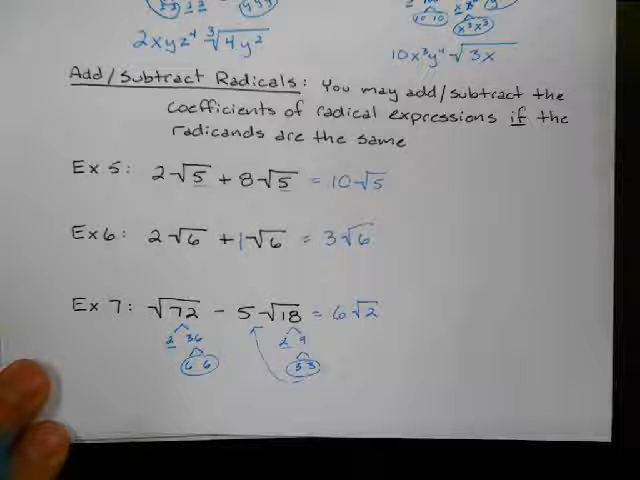 2xyz⁴ ∛4y²
10x³y⁴ √3x
Add/Subtract Radicals: You may add/subtract the
coefficients of radical expressions if the
radicands are the same
Ex 5: 2√5 + 8√5 = 10√5
Ex 6: 2√6 + 1√6 = 3√6
Ex 7: √72 - 5√18 = 6√2
2 36 2 9
6 6 3 3